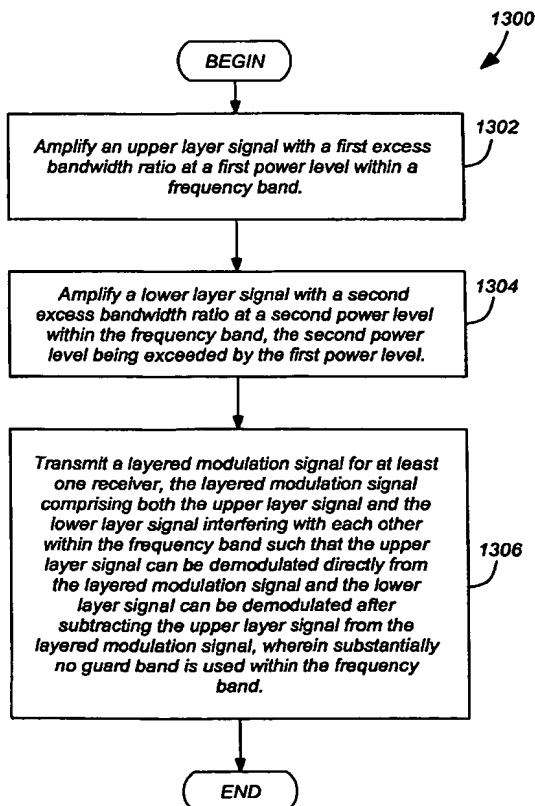 1300
BEGIN
1302
Amplify an upper layer signal with a first excess
bandwidth ratio at a first power level within a
frequency band.
1304
Amplify a lower layer signal with a second
excess bandwidth ratio at a second power level
within the frequency band, the second power
level being exceeded by the first power level.
Transmit a layered modulation signal for at least
one receiver, the layered modulation signal
comprising both the upper layer signal and the
lower layer signal interfering with each other
within the frequency band such that the upper
layer signal can be demodulated directly from
the layered modulation signal and the lower
layer signal can be demodulated after
subtracting the upper layer signal from the
layered modulation signal, wherein substantially
no guard band is used within the frequency
band.
1306
END